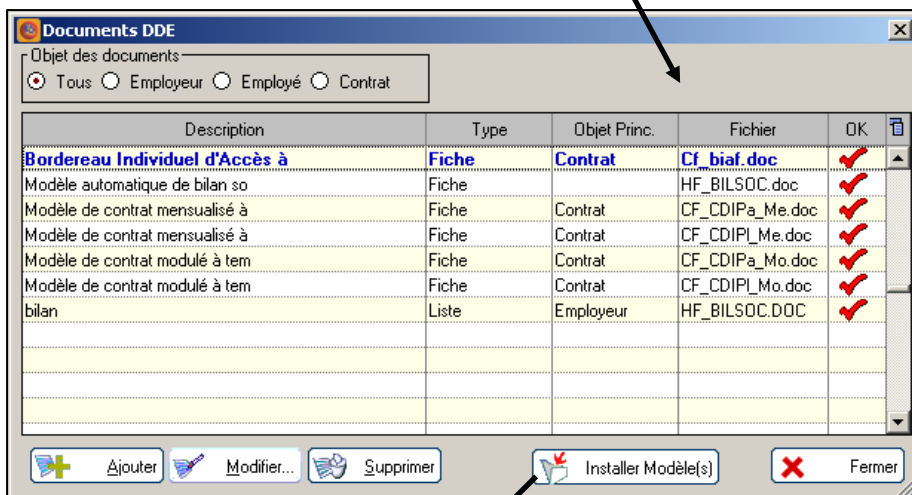 Documents DDE
Objet des documents
Tous Employeur Employé Contrat
Description Type Objet Princ. Fichier OK
Bordereau Individuel d'Accès à Fiche Contrat Cf_biaf.doc
Modèle automatique de bilan so Fiche HF_BILSOC.doc
Modèle de contrat mensualisé à Fiche Contrat CF_CDIPa_Me.doc
Modèle de contrat mensualisé à Fiche Contrat CF_CDIPl_Me.doc
Modèle de contrat modulé à tem Fiche Contrat CF_CDIPa_Mo.doc
Modèle de contrat modulé à tem Fiche Contrat CF_CDIPl_Mo.doc
bilan Liste Employeur HF_BILSOC.DOC
Ajouter Modifier... Supprimer Installer Modèle(s) Fermer